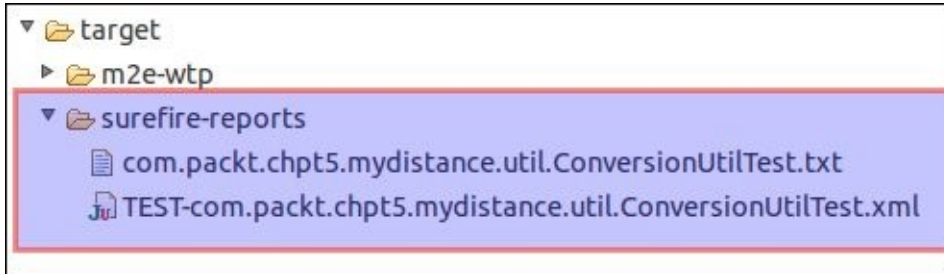 target
m2e-wtp
surefire-reports
com.packt.chpt5.mydistance.util.ConversionUtilTest.txt
TEST-com.packt.chpt5.mydistance.util.ConversionUtilTest.xml